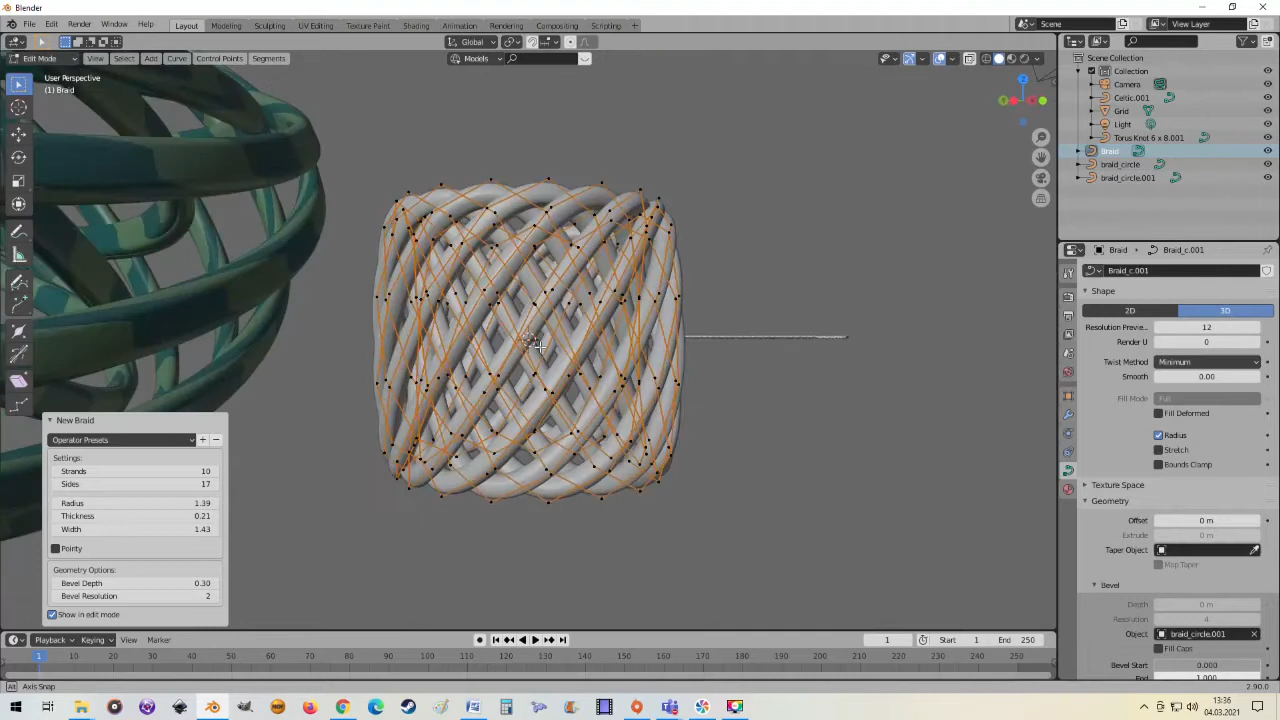 Blender
File Edit Render Window Help
Layout Modeling Sculpting UV Editing Texture Paint Shading Animation Rendering Compositing Scripting +
Scene
View Layer
Global
Edit Mode View Select Add Curve Control Points Segments
Models
User Perspective
(1) Braid
Scene Collection
Collection
Camera
Celtic.001
Grid
Light
Torus Knot 6 x 8.001
Braid
braid_circle
braid_circle.001
Braid
Braid_c.001
Braid_c.001
Shape
2D 3D
Resolution Previe... 12
Render U 0
Twist Method Minimum
Smooth 0.00
Fill Mode Full
Fill Deformed
Radius
Stretch
Bounds Clamp
Texture Space
Geometry
Offset 0 m
Extrude 0 m
Taper Object
Map Taper
Bevel
Depth 0 m
Resolution 4
Object braid_circle.001
Fill Caps
Bevel Start 0.000
End 1.000
New Braid
Operator Presets
Settings:
Strands 10
Sides 17
Radius 1.39
Thickness 0.21
Width 1.43
Pointy
Geometry Options:
Bevel Depth 0.30
Bevel Resolution 2
Show in edit mode
Playback Keying View Marker
1 Start 1 End 250
1 10 20 30 40 50 60 70 80 90 100 110 120 130 140 150 160 170 180 190 200 210 220 230 240 250
Alt Axis Snap
2.90.0
13:36
04.03.2021